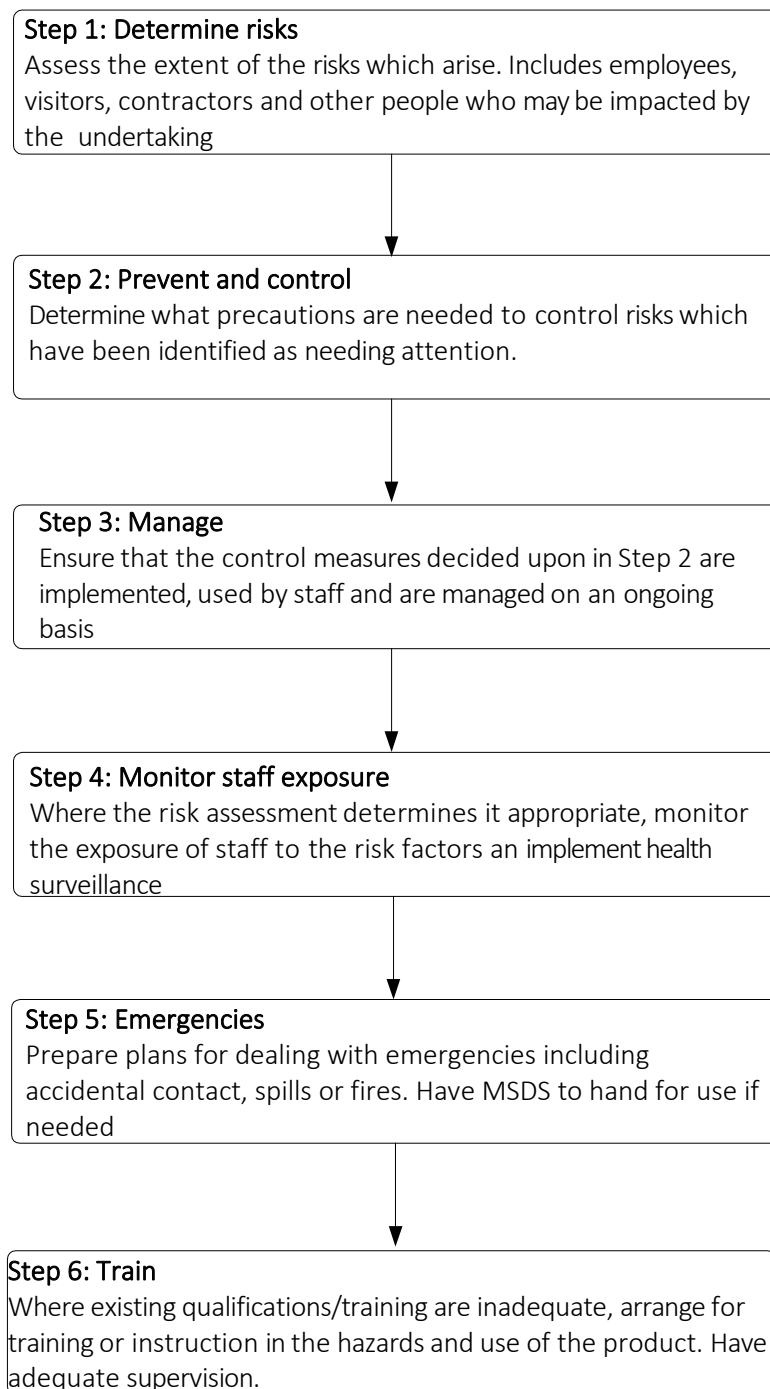 Step 1: Determine risks
Assess the extent of the risks which arise. Includes employees,
visitors, contractors and other people who may be impacted by
the undertaking
Step 2: Prevent and control
Determine what precautions are needed to control risks which
have been identified as needing attention.
Step 3: Manage
Ensure that the control measures decided upon in Step 2 are
implemented, used by staff and are managed on an ongoing
basis
Step 4: Monitor staff exposure
Where the risk assessment determines it appropriate, monitor
the exposure of staff to the risk factors an implement health
surveillance
Step 5: Emergencies
Prepare plans for dealing with emergencies including
accidental contact, spills or fires. Have MSDS to hand for use if
needed
Step 6: Train
Where existing qualifications/training are inadequate, arrange for
training or instruction in the hazards and use of the product. Have
adequate supervision.